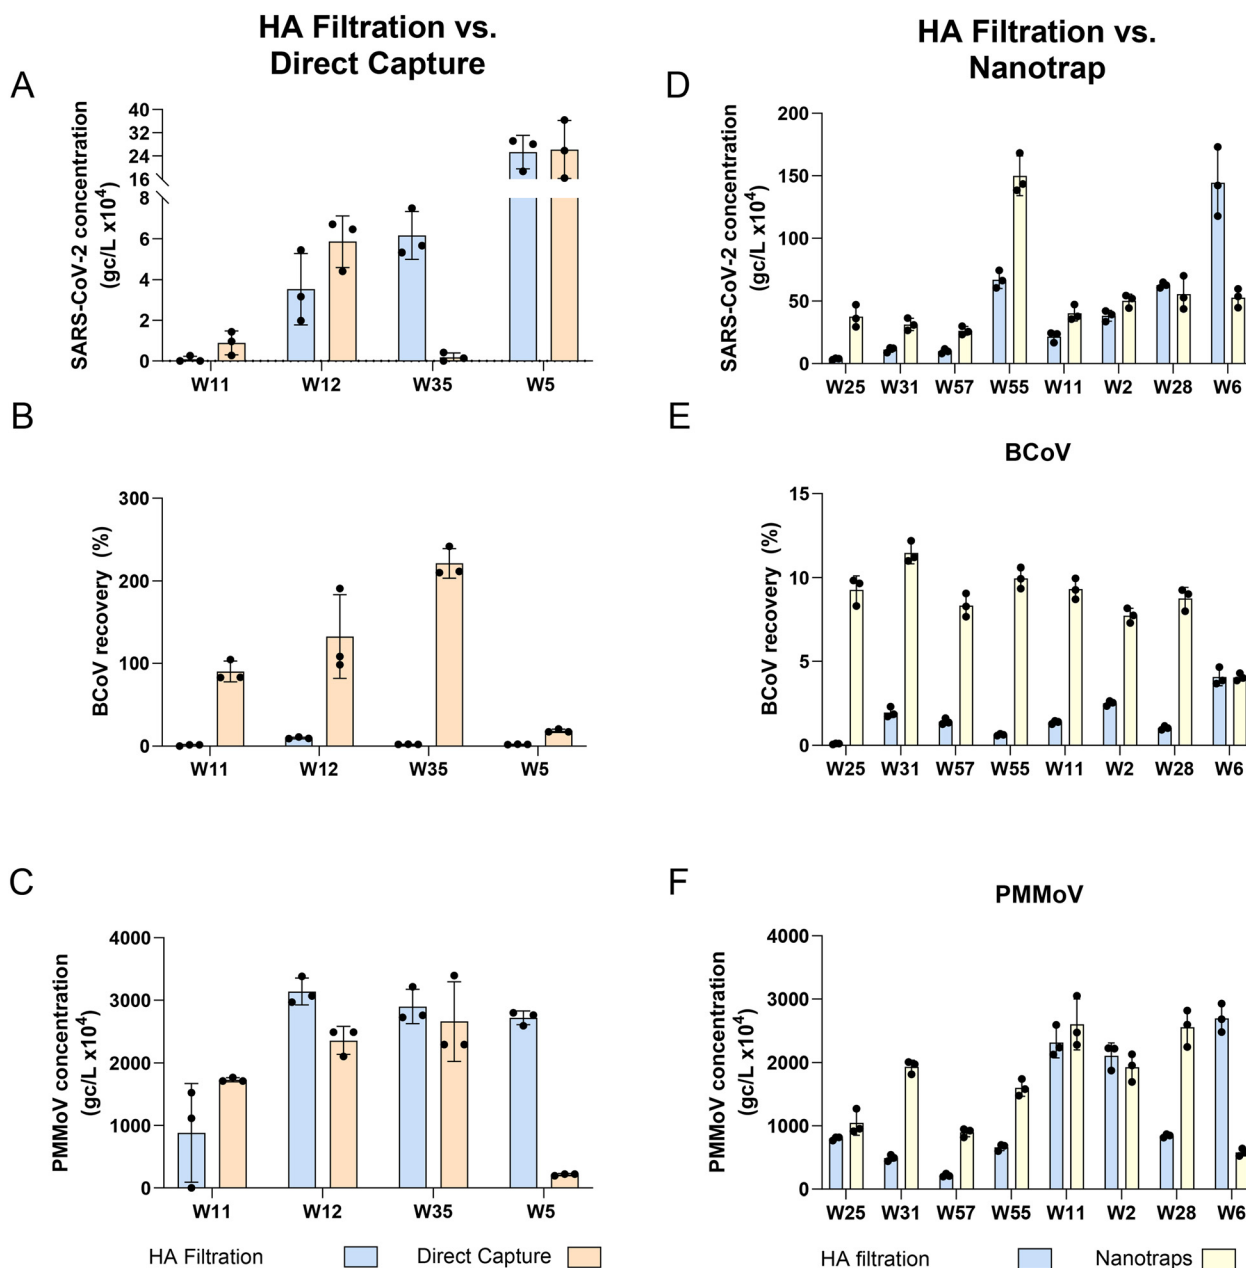 HA Filtration vs.
Direct Capture
A
SARS-CoV-2 concentration
(gc/L x10⁴)
40
32
24
16
8
6
4
2
0
W11 W12 W35 W5
B
BCoV recovery (%)
300
200
100
0
W11 W12 W35 W5
C
PMMoV concentration
(gc/L x10⁴)
4000
3000
2000
1000
0
W11 W12 W35 W5
HA Filtration Direct Capture
HA Filtration vs.
Nanotrap
D
SARS-CoV-2 concentration
(gc/L x10⁴)
200
150
100
50
0
W25 W31 W57 W55 W11 W2 W28 W6
E
BCoV
BCoV recovery (%)
15
10
5
0
W25 W31 W57 W55 W11 W2 W28 W6
F
PMMoV
PMMoV concentration
(gc/L x10⁴)
4000
3000
2000
1000
0
W25 W31 W57 W55 W11 W2 W28 W6
HA filtration Nanotraps